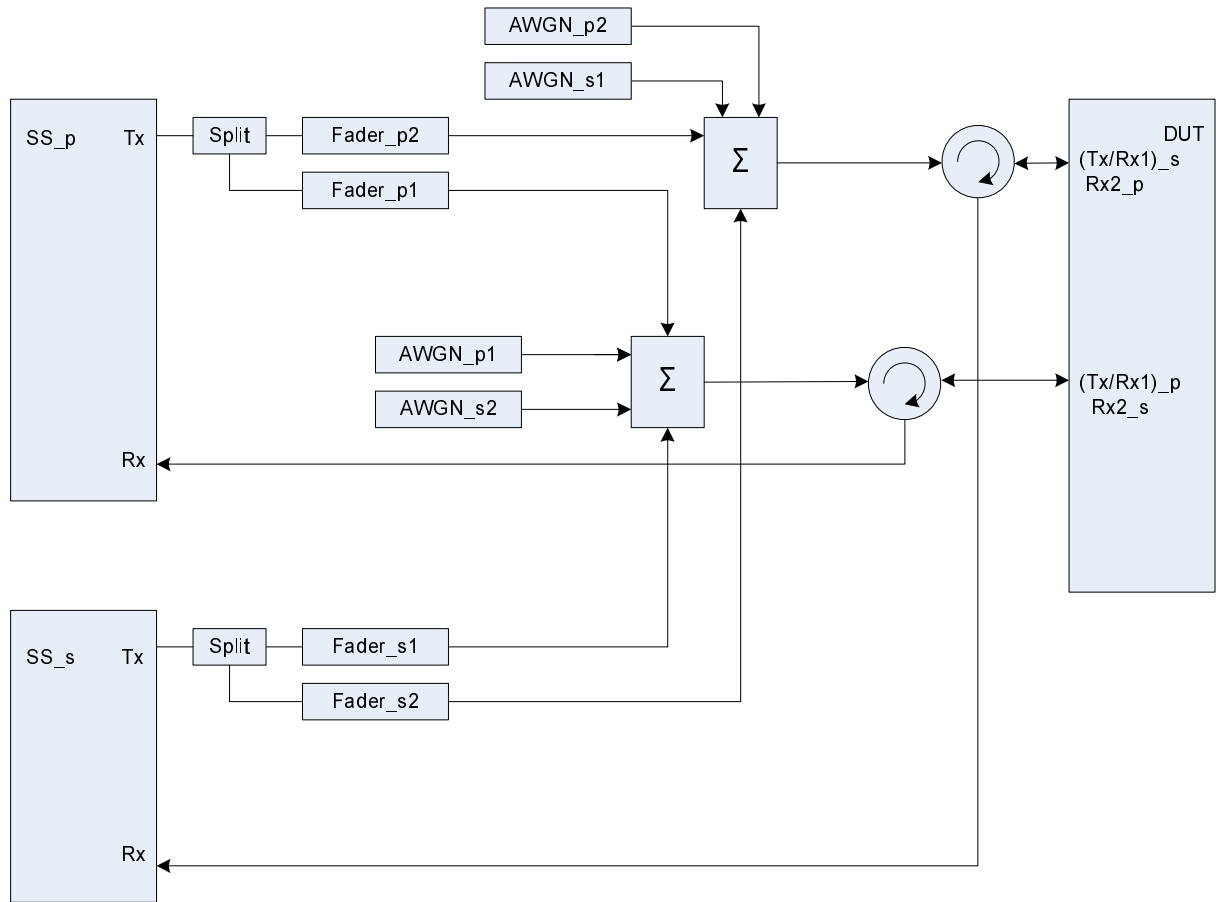 AWGN_p2
AWGN_s1
SS_p
Tx
Split
Fader_p2
Fader_p1
Σ
DUT
(Tx/Rx1)_s
Rx2_p
AWGN_p1
AWGN_s2
Σ
(Tx/Rx1)_p
Rx2_s
Rx
SS_s
Tx
Split
Fader_s1
Fader_s2
Rx